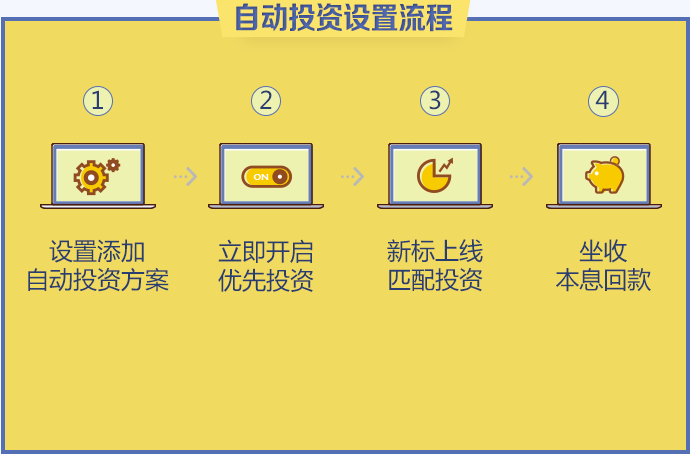 自动投资设置流程
1
2
3
4
ON
设置添加
自动投资方案
立即开启
优先投资
新标上线
匹配投资
坐收
本息回款